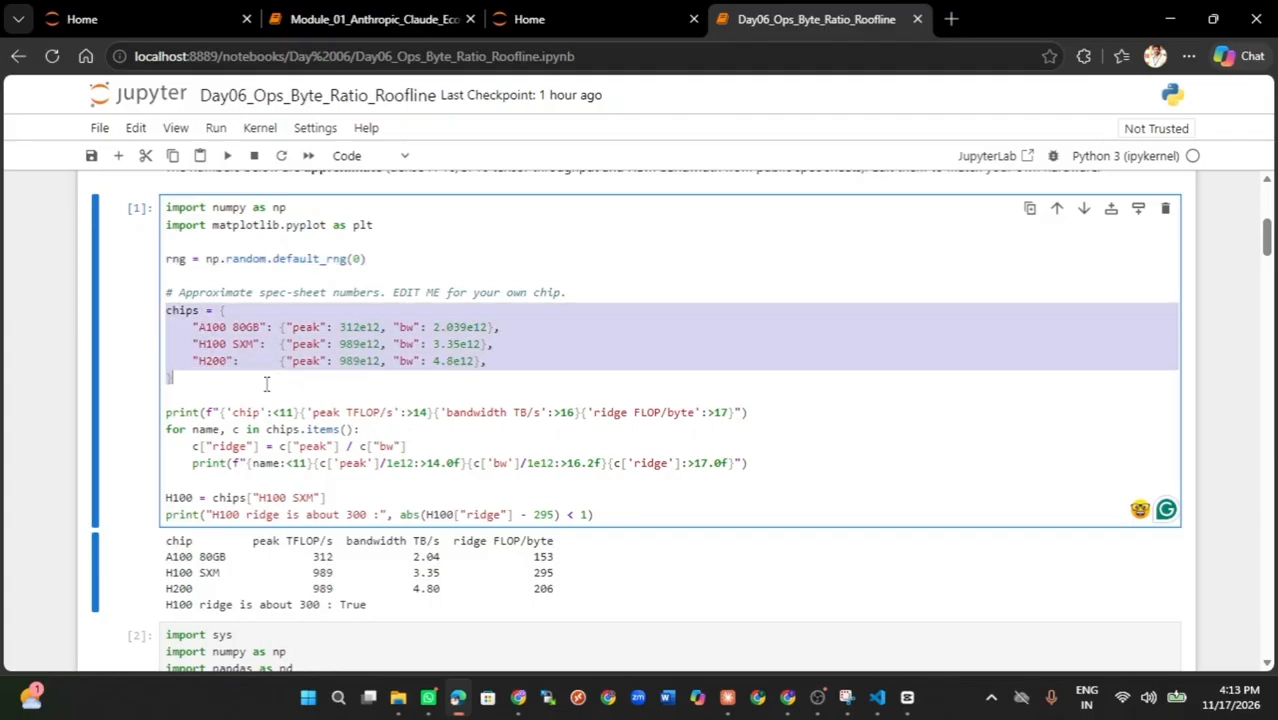 Home
Module_01_Anthropic_Claude_Ec
Home
Day06_Ops_Byte_Ratio_Roofline
localhost:8889/notebooks/Day%2006/Day06_Ops_Byte_Ratio_Roofline.ipynb
Chat
jupyter Day06_Ops_Byte_Ratio_Roofline Last Checkpoint: 1 hour ago
File Edit View Run Kernel Settings Help
Not Trusted
Code
JupyterLab
Python 3 (ipykernel)
[1]:
import numpy as np
import matplotlib.pyplot as plt
rng = np.random.default_rng(0)
# Approximate spec-sheet numbers. EDIT ME for your own chip.
chips = {
"A100 80GB": {"peak": 312e12, "bw": 2.039e12},
"H100 SXM": {"peak": 989e12, "bw": 3.35e12},
"H200": {"peak": 989e12, "bw": 4.8e12},
}
print(f"{'chip':<11}{'peak TFLOP/s':>14}{'bandwidth TB/s':>16}{'ridge FLOP/byte':>17}")
for name, c in chips.items():
c["ridge"] = c["peak"] / c["bw"]
print(f"{name:<11}{c['peak']/1e12:>14.0f}{c['bw']/1e12:>16.2f}{c['ridge']:>17.0f}")
H100 = chips["H100 SXM"]
print("H100 ridge is about 300 :", abs(H100["ridge"] - 295) < 1)
chip peak TFLOP/s bandwidth TB/s ridge FLOP/byte
A100 80GB 312 2.04 153
H100 SXM 989 3.35 295
H200 989 4.80 206
H100 ridge is about 300 : True
[2]:
import sys
import numpy as np
import pandas as pd
1
ENG
IN
4:13 PM
11/17/2026